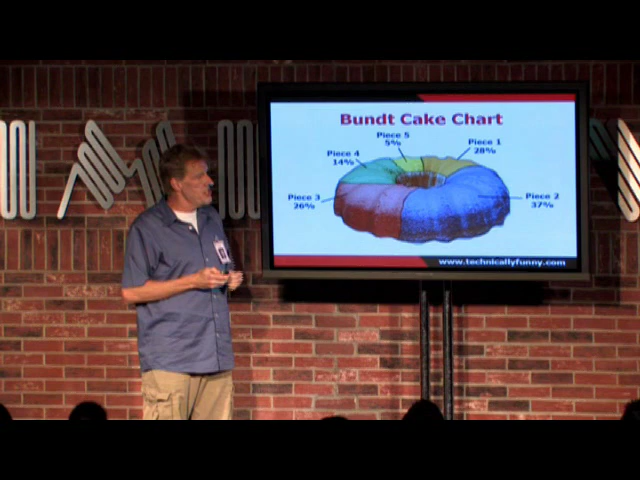 Bundt Cake Chart
Piece 5
5%
Piece 1
28%
Piece 4
14%
Piece 3
26%
Piece 2
37%
www.technicallyfunny.com